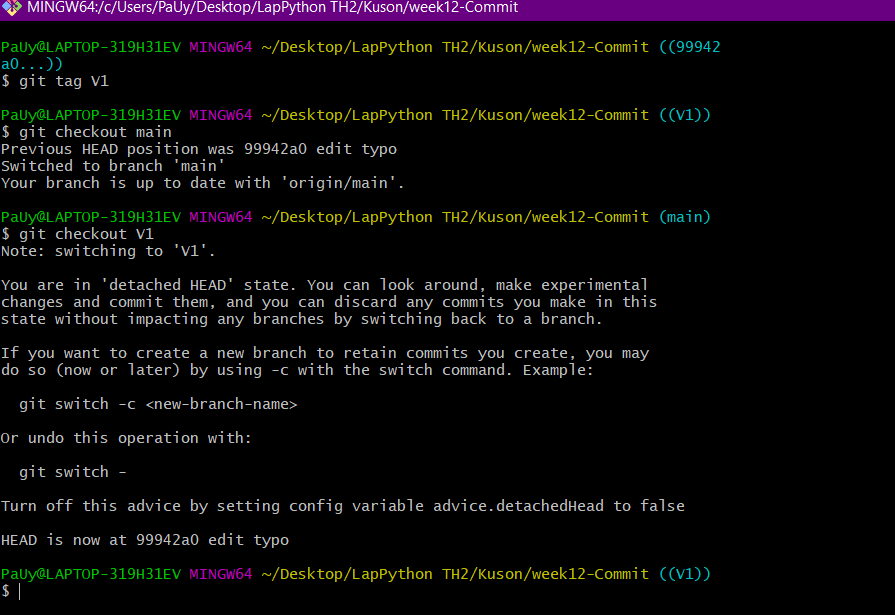 MINGW64:/c/Users/PaUy/Desktop/LapPython TH2/Kuson/week12-Commit
PaUy@LAPTOP-319H31EV MINGW64 ~/Desktop/LapPython TH2/Kuson/week12-Commit ((99942
a0...))
$ git tag V1
PaUy@LAPTOP-319H31EV MINGW64 ~/Desktop/LapPython TH2/Kuson/week12-Commit ((V1))
$ git checkout main
Previous HEAD position was 99942a0 edit typo
Switched to branch 'main'
Your branch is up to date with 'origin/main'.
PaUy@LAPTOP-319H31EV MINGW64 ~/Desktop/LapPython TH2/Kuson/week12-Commit (main)
$ git checkout V1
Note: switching to 'V1'.
You are in 'detached HEAD' state. You can look around, make experimental
changes and commit them, and you can discard any commits you make in this
state without impacting any branches by switching back to a branch.
If you want to create a new branch to retain commits you create, you may
do so (now or later) by using -c with the switch command. Example:
git switch -c <new-branch-name>
Or undo this operation with:
git switch -
Turn off this advice by setting config variable advice.detachedHead to false
HEAD is now at 99942a0 edit typo
PaUy@LAPTOP-319H31EV MINGW64 ~/Desktop/LapPython TH2/Kuson/week12-Commit ((V1))
$